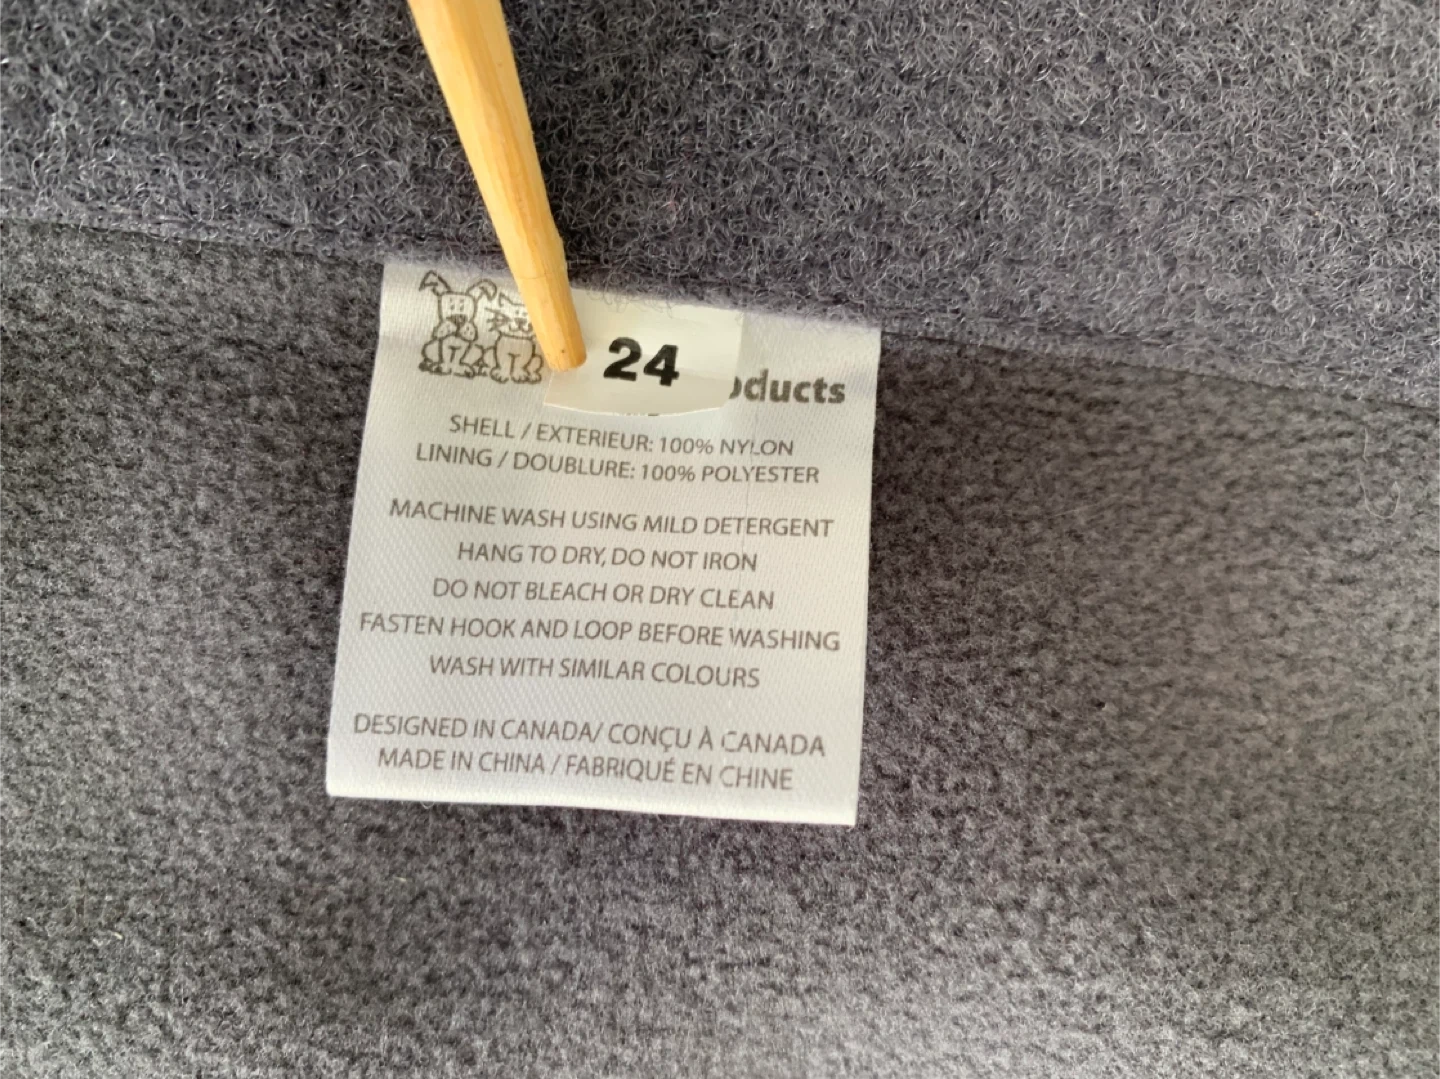 24
oducts
SHELL / EXTERIEUR: 100% NYLON
LINING / DOUBLURE: 100% POLYESTER
MACHINE WASH USING MILD DETERGENT
HANG TO DRY, DO NOT IRON
DO NOT BLEACH OR DRY CLEAN
FASTEN HOOK AND LOOP BEFORE WASHING
WASH WITH SIMILAR COLOURS
DESIGNED IN CANADA/ CONÇU À CANADA
MADE IN CHINA / FABRIQUÉ EN CHINE